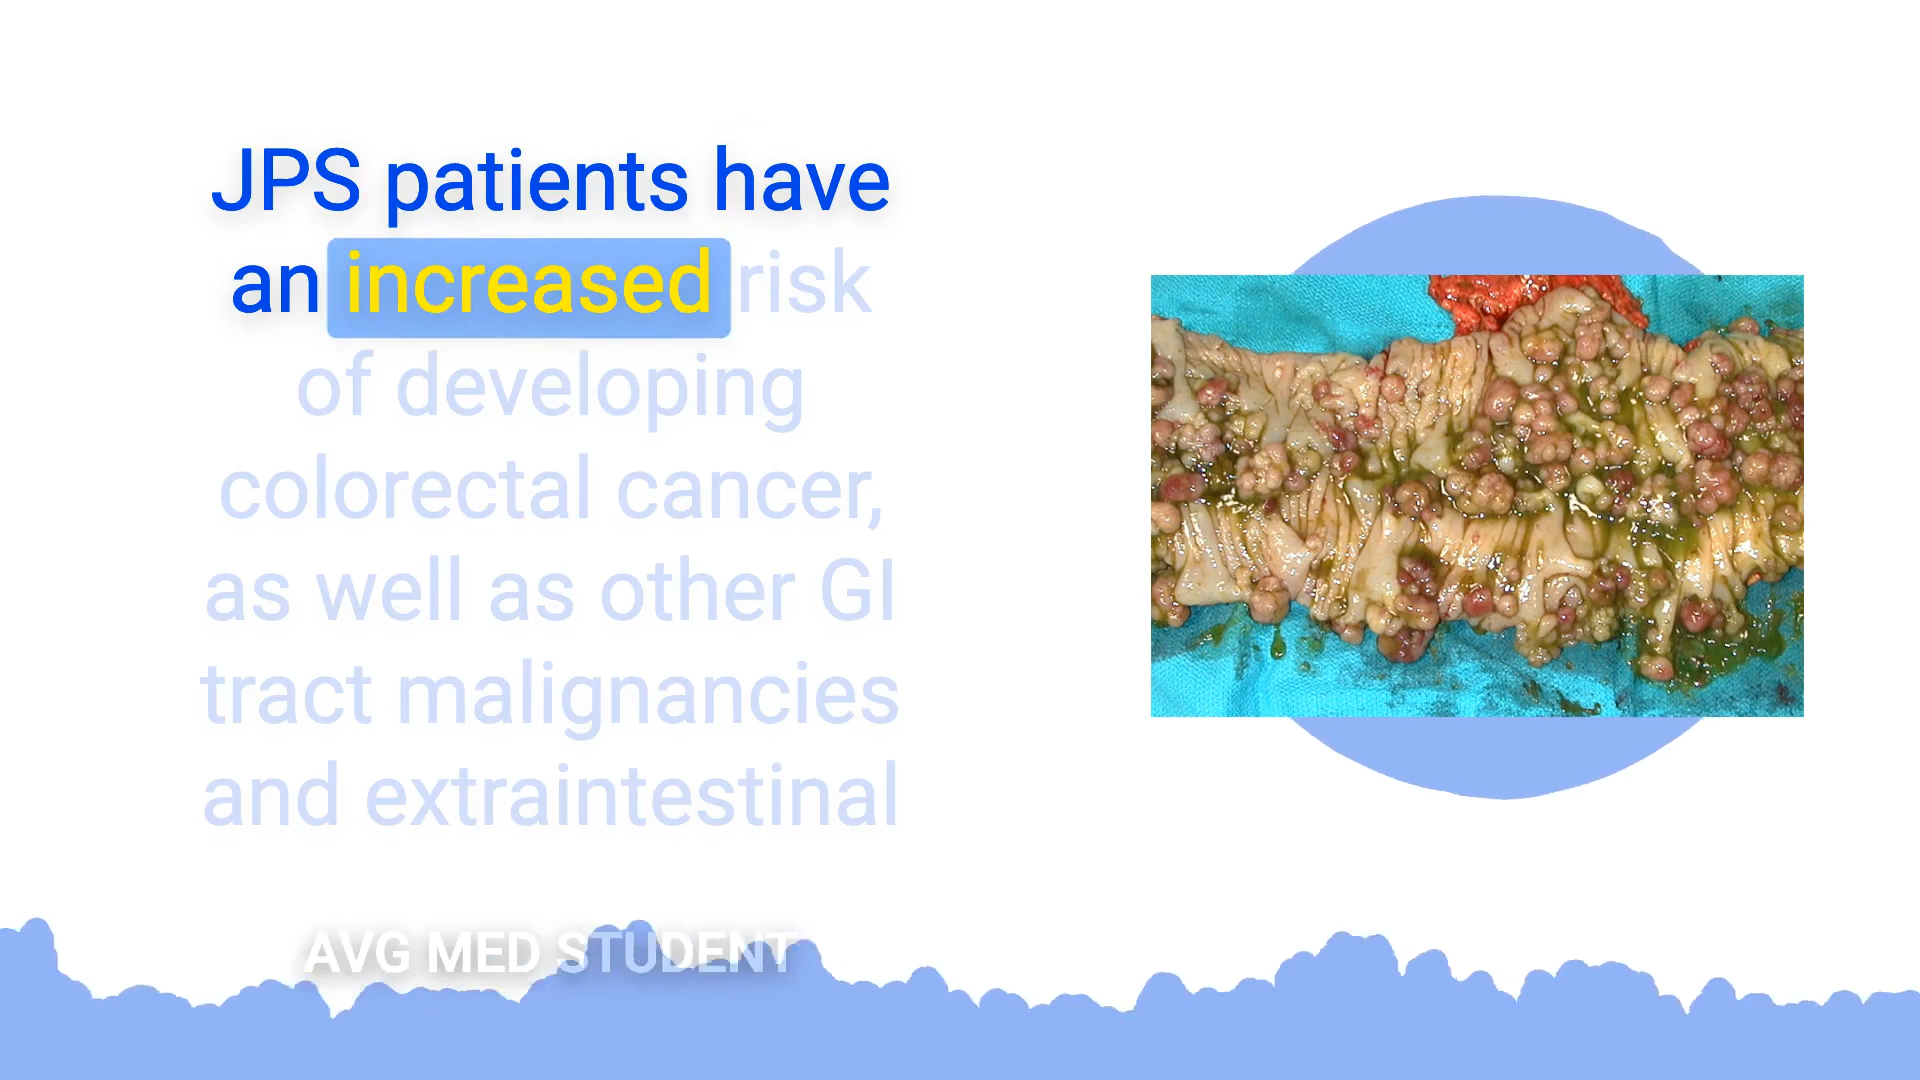 JPS patients have
an increased risk
of developing
colorectal cancer,
as well as other GI
tract malignancies
and extraintestinal
AVG MED STUDENT